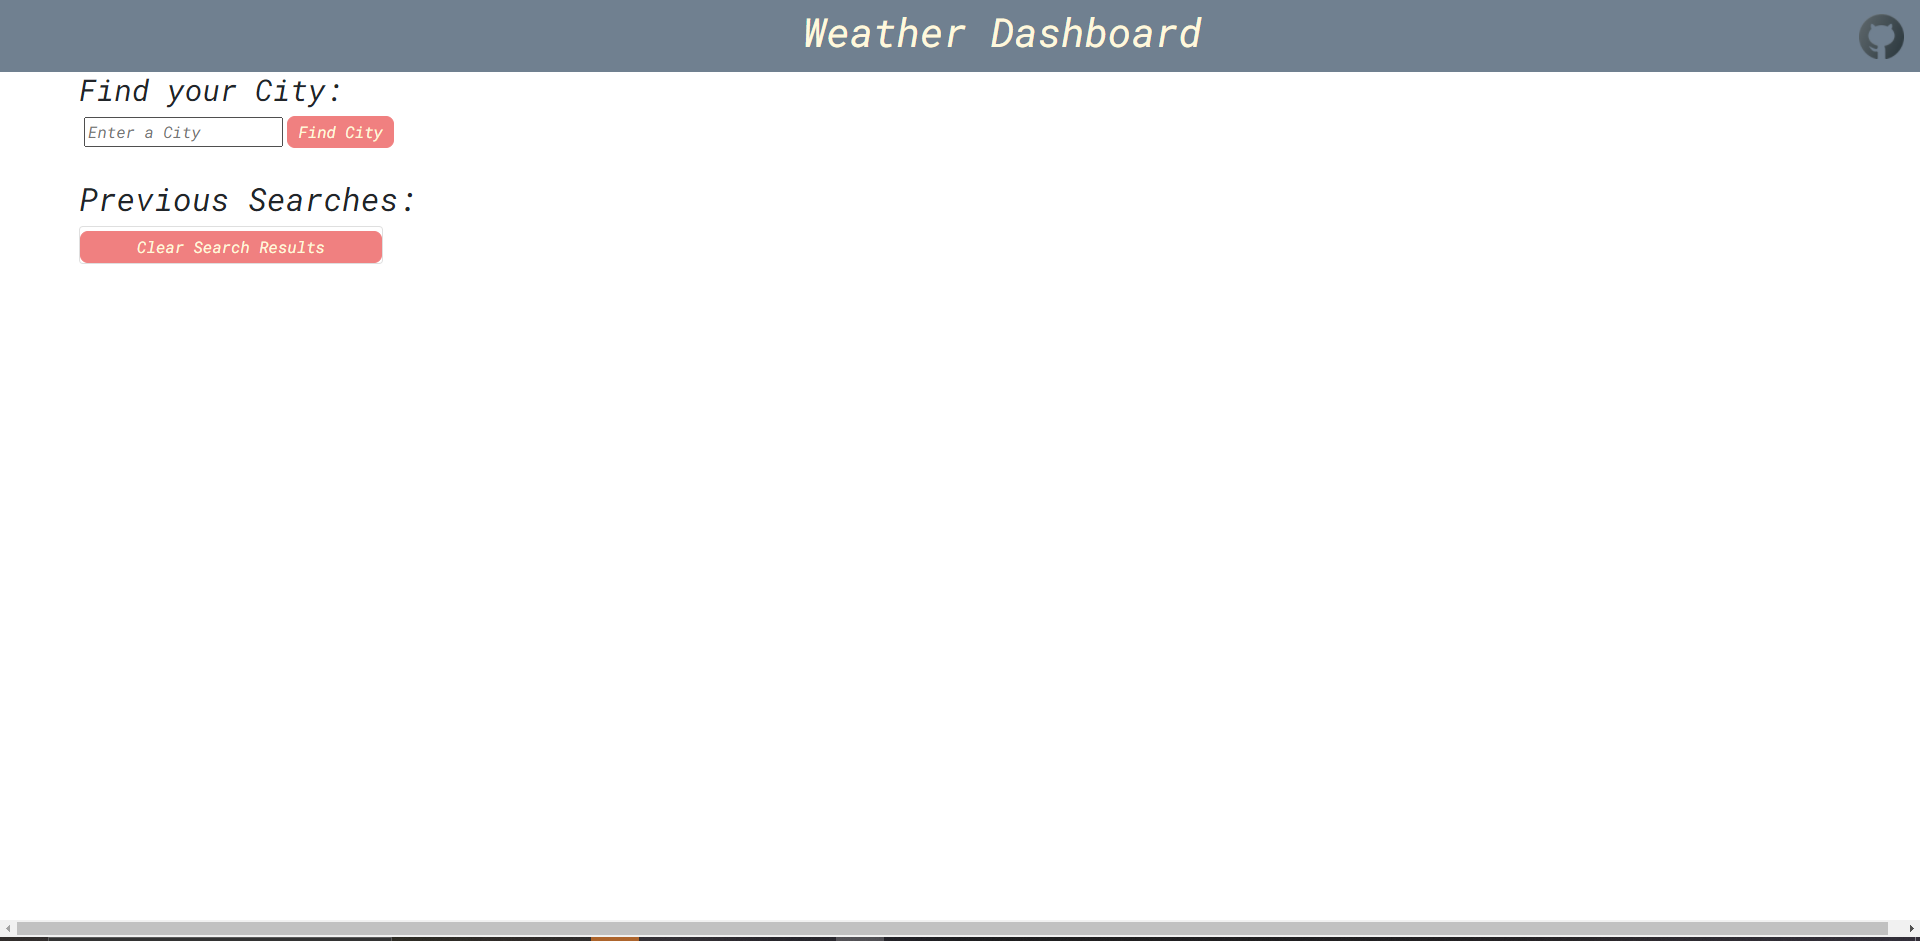 Weather Dashboard
Find your City:
Enter a City Find City
Previous Searches:
Clear Search Results